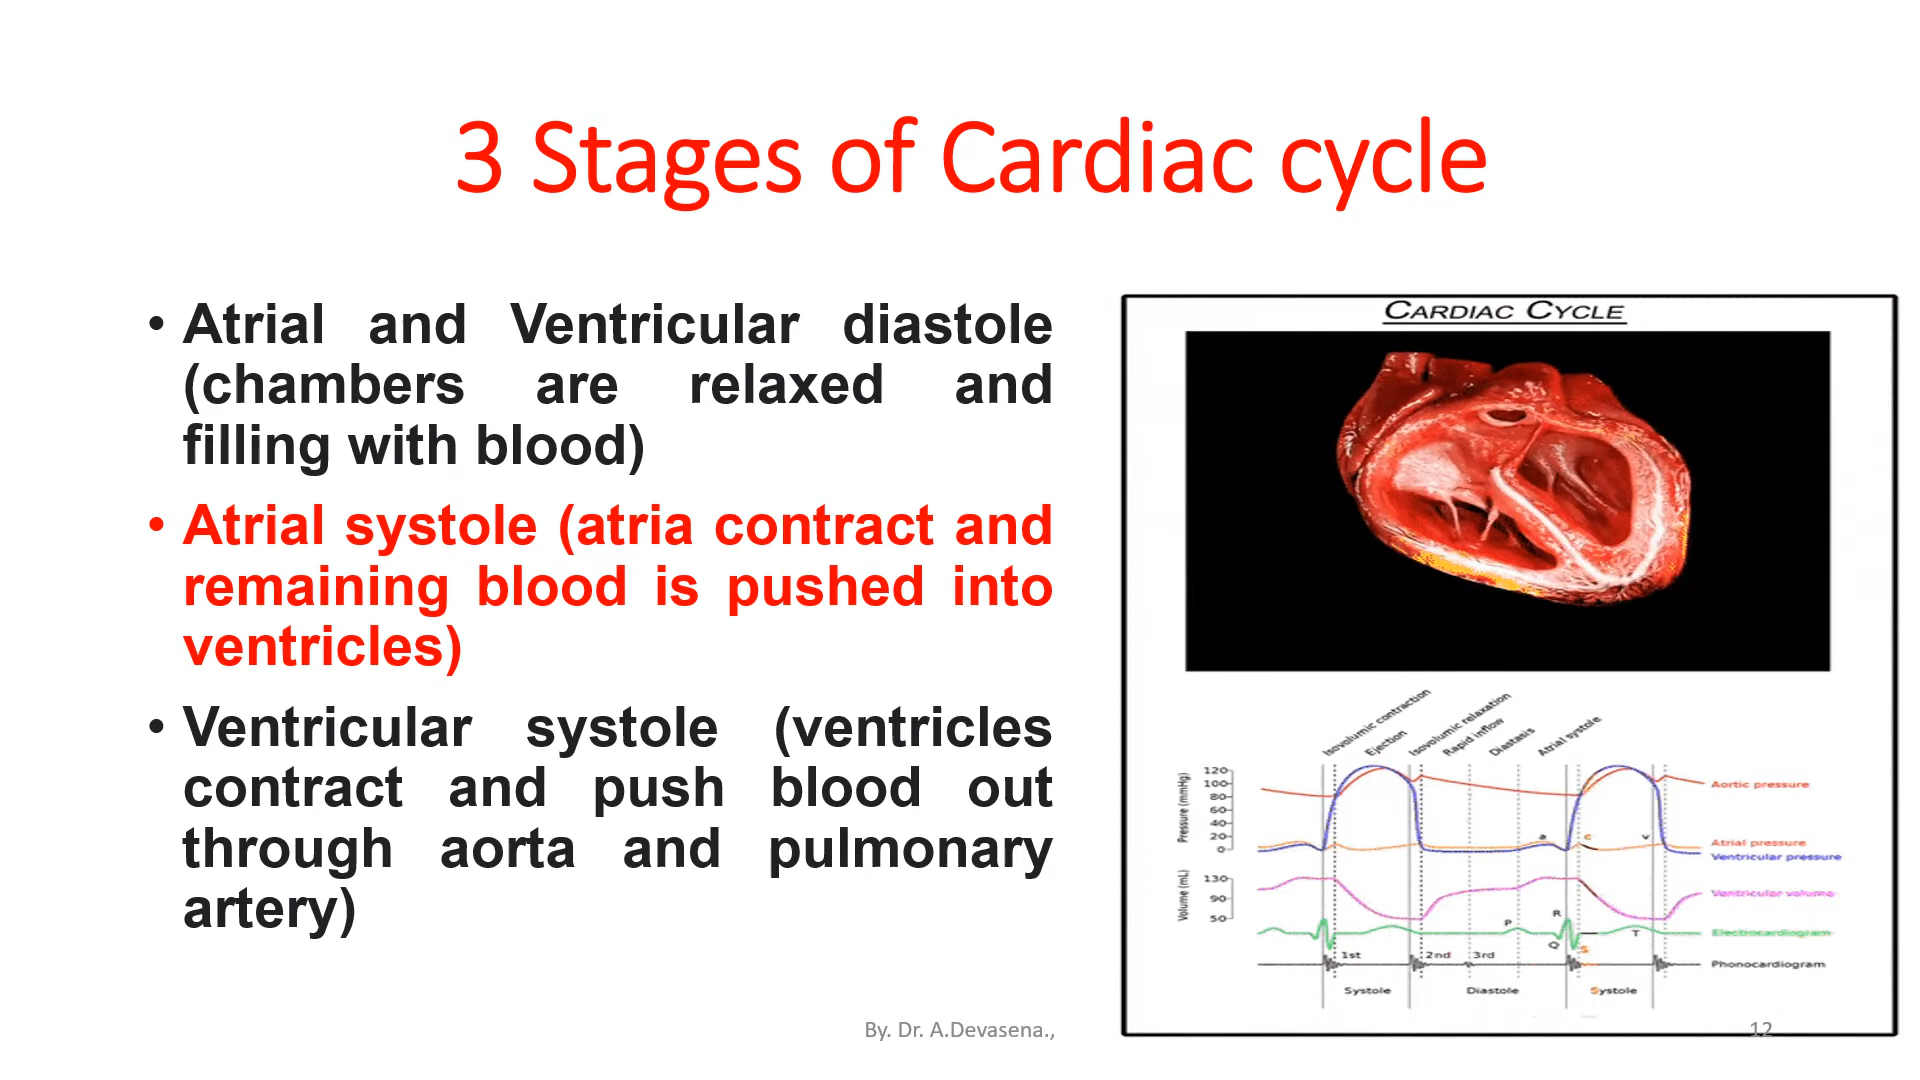 3 Stages of Cardiac cycle
• Atrial and Ventricular diastole
(chambers are relaxed and
filling with blood)
• Atrial systole (atria contract and
remaining blood is pushed into
ventricles)
• Ventricular systole (ventricles
contract and push blood out
through aorta and pulmonary
artery)
CARDIAC CYCLE
Isovolumic contraction
Ejection
Isovolumic relaxation
Rapid inflow
Diastasis
Atrial systole
Pressure (mmHg)
120
100
80
60
40
20
0
a
c
v
Aortic pressure
Atrial pressure
Ventricular pressure
Volume (mL)
130
90
50
Ventricular volume
R
P
Q
S
T
Electrocardiogram
1st
2nd
3rd
Phonocardiogram
Systole
Diastole
Systole
By. Dr. A.Devasena.,
12